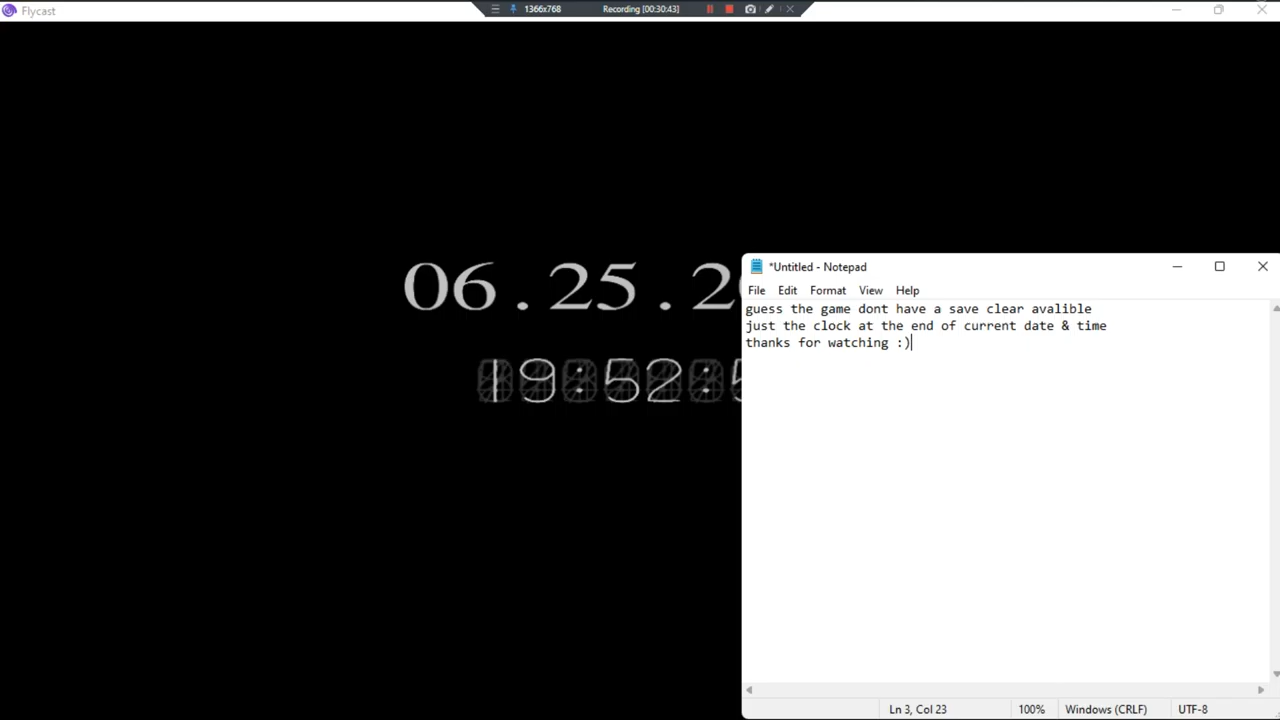 Flycast
1366x768 Recording [00:30:43]
06.25.2
19:52:
*Untitled - Notepad
File Edit Format View Help
guess the game dont have a save clear avalible
just the clock at the end of current date & time
thanks for watching :)
Ln 3, Col 23 100% Windows (CRLF) UTF-8